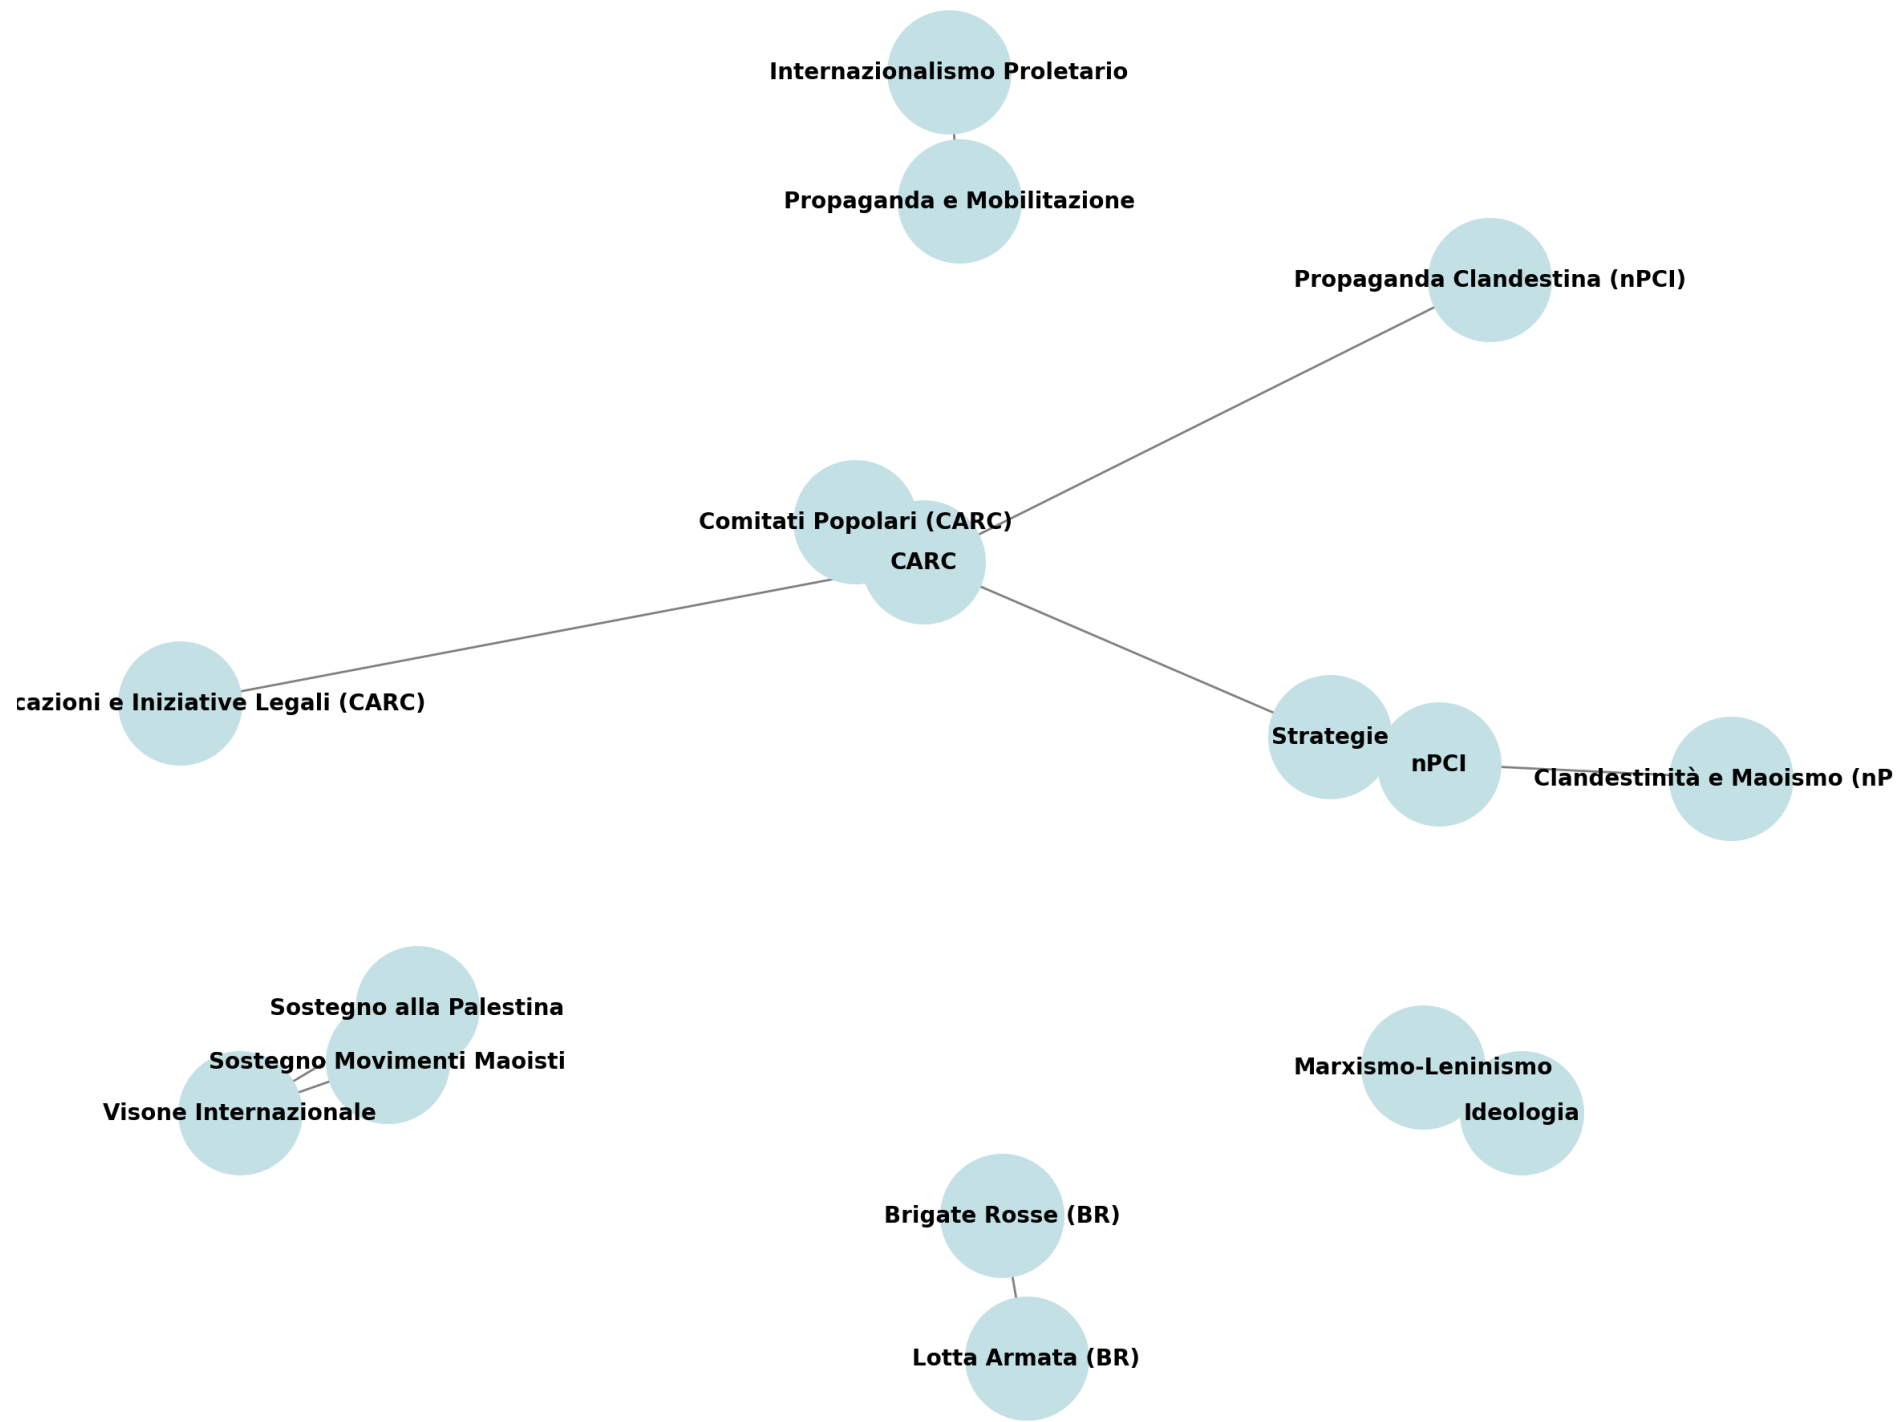 Internazionalismo Proletario
Propaganda e Mobilitazione
Propaganda Clandestina (nPCI)
Comitati Popolari (CARC)
CARC
cazioni e Iniziative Legali (CARC)
Strategie
nPCI
Clandestinità e Maoismo (nP
Sostegno alla Palestina
Sostegno Movimenti Maoisti
Visone Internazionale
Marxismo-Leninismo
Ideologia
Brigate Rosse (BR)
Lotta Armata (BR)